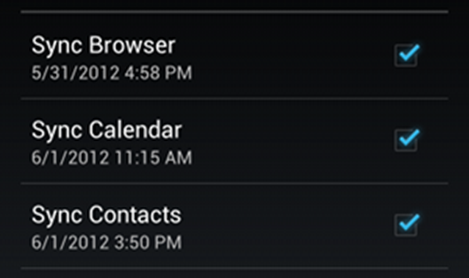 Sync Browser
5/31/2012 4:58 PM
Sync Calendar
6/1/2012 11:15 AM
Sync Contacts
6/1/2012 3:50 PM